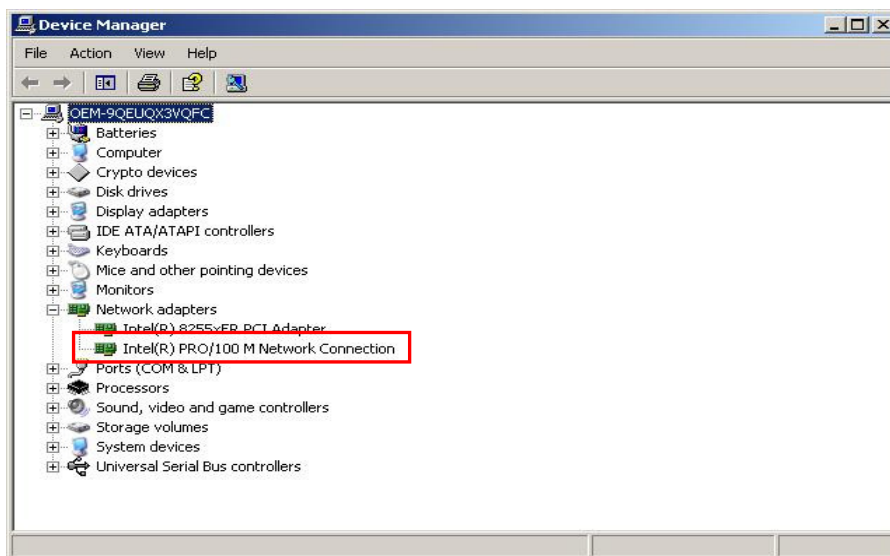 Device Manager
File Action View Help
OEM-9QEUQX3VQFC
Batteries
Computer
Crypto devices
Disk drives
Display adapters
IDE ATA/ATAPI controllers
Keyboards
Mice and other pointing devices
Monitors
Network adapters
Intel(R) 8255xER PCI Adapter
Intel(R) PRO/100 M Network Connection
Ports (COM & LPT)
Processors
Sound, video and game controllers
Storage volumes
System devices
Universal Serial Bus controllers